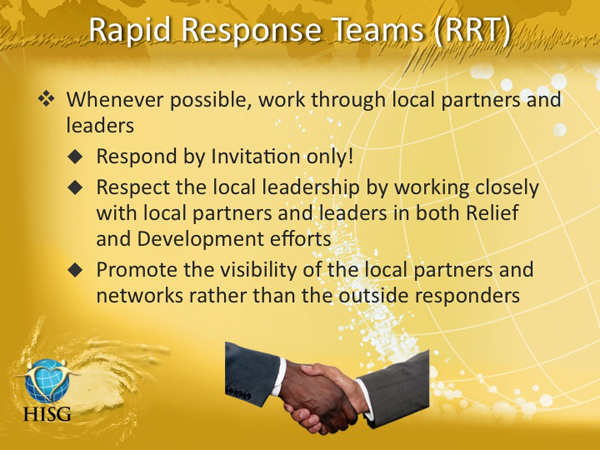 Rapid Response Teams (RRT)
Whenever possible, work through local partners and
leaders
Respond by Invitation only!
Respect the local leadership by working closely
with local partners and leaders in both Relief
and Development efforts
Promote the visibility of the local partners and
networks rather than the outside responders
HISG